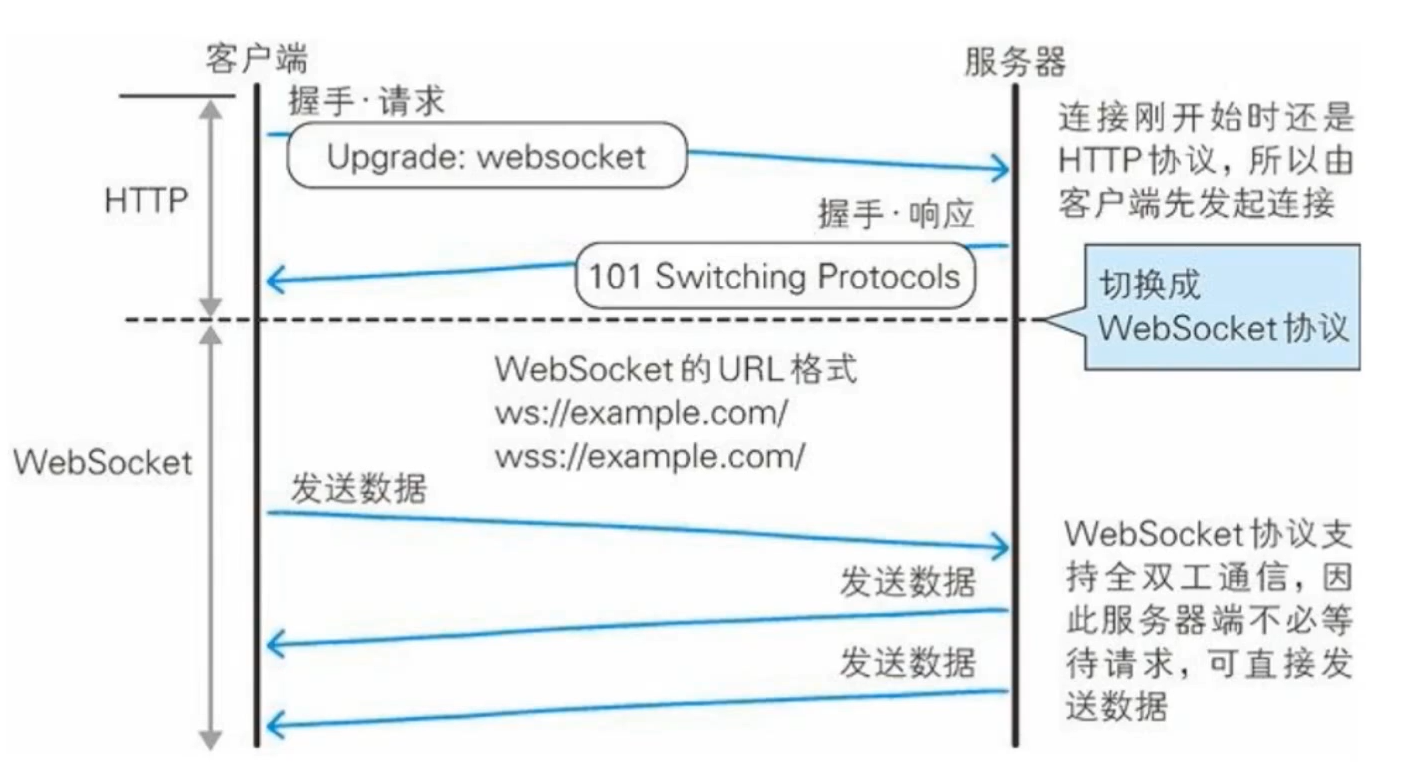 客户端
服务器
握手·请求
Upgrade: websocket
连接刚开始时还是
HTTP协议，所以由
客户端先发起连接
HTTP
握手·响应
101 Switching Protocols
切换成
WebSocket协议
WebSocket的URL格式
ws://example.com/
wss://example.com/
WebSocket
发送数据
发送数据
发送数据
WebSocket协议支
持全双工通信，因
此服务器端不必等
待请求，可直接发
送数据